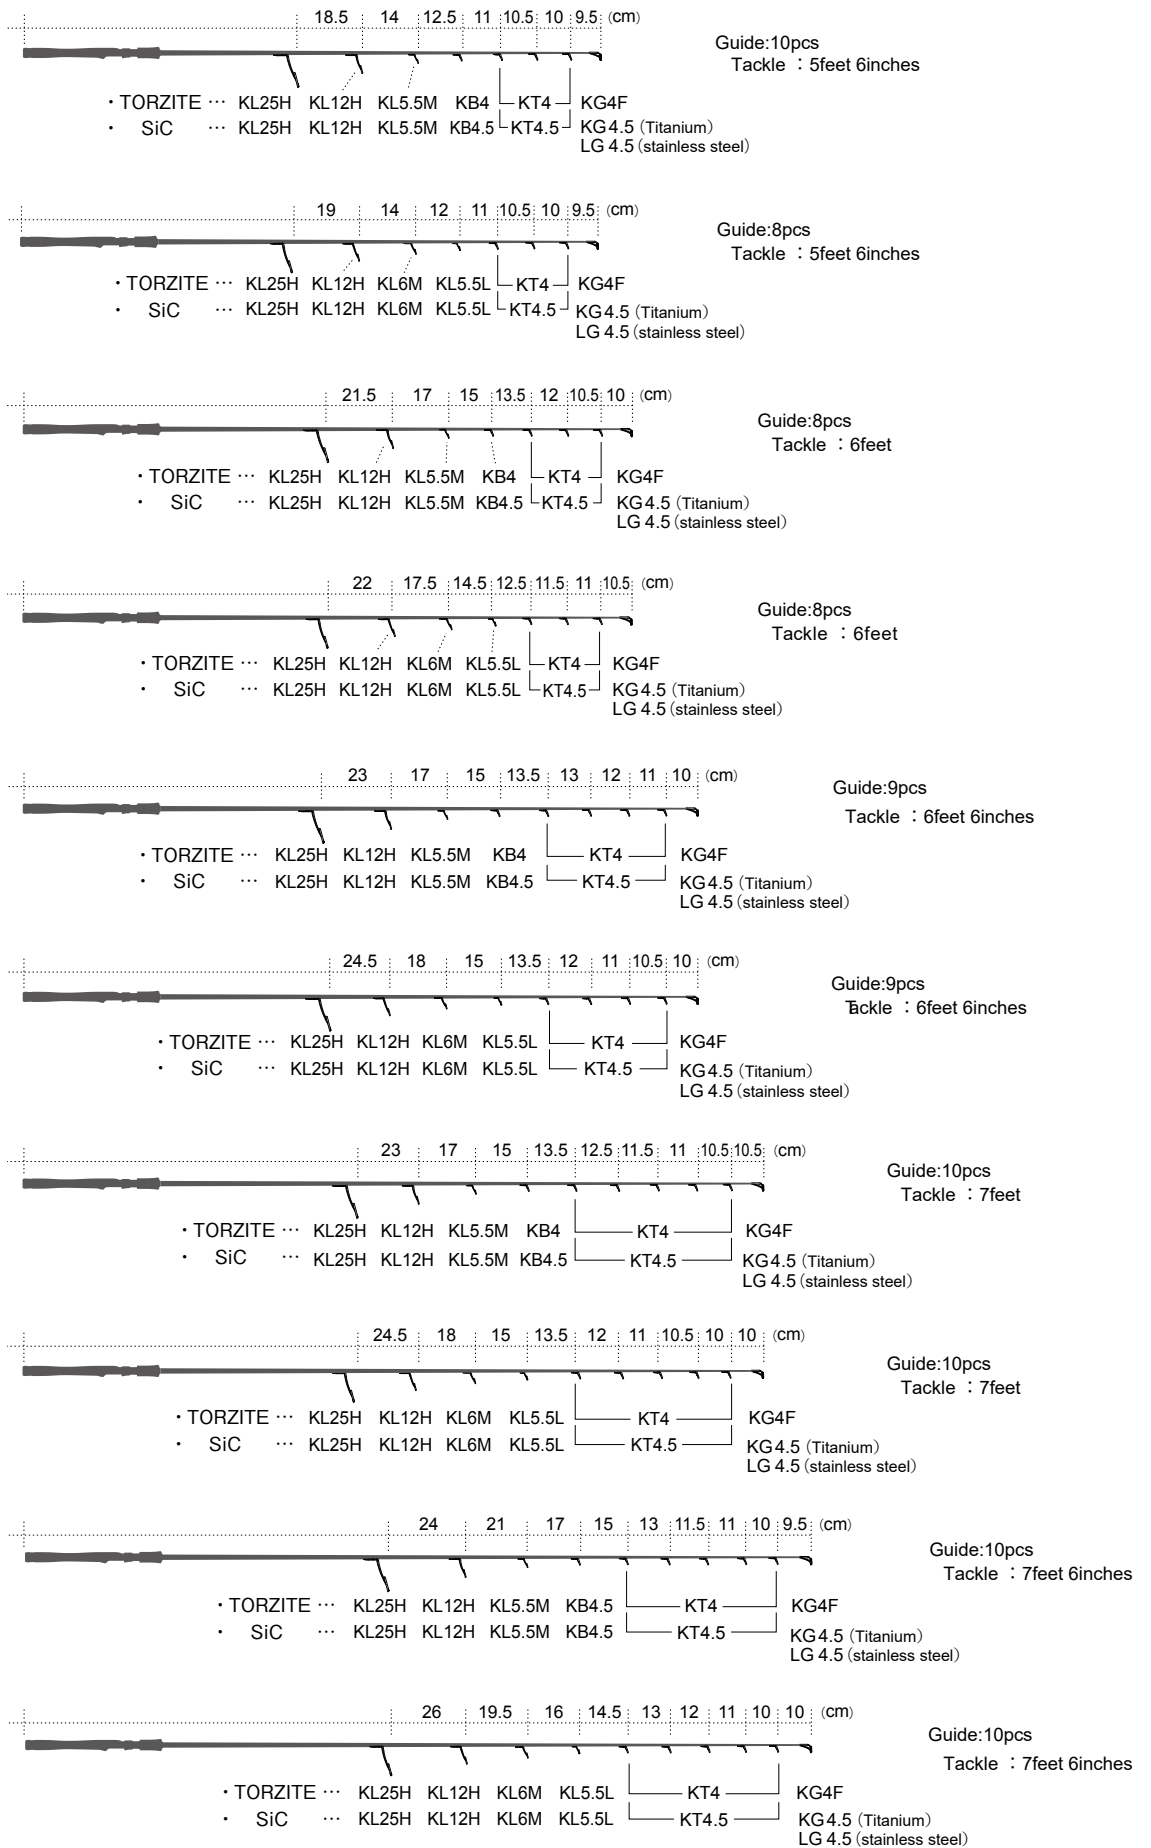 18.5 14 12.5 11 10.5 10 9.5 (cm)
Guide:10pcs
Tackle ：5feet 6inches
・TORZITE … KL25H KL12H KL5.5M KB4 KT4 KG4F
・ SiC … KL25H KL12H KL5.5M KB4.5 KT4.5 KG4.5 (Titanium)
LG 4.5 (stainless steel)
19 14 12 11 10.5 10 9.5 (cm)
Guide:8pcs
Tackle ：5feet 6inches
・TORZITE … KL25H KL12H KL6M KL5.5L KT4 KG4F
・ SiC … KL25H KL12H KL6M KL5.5L KT4.5 KG4.5 (Titanium)
LG 4.5 (stainless steel)
21.5 17 15 13.5 12 10.5 10 (cm)
Guide:8pcs
Tackle ：6feet
・TORZITE … KL25H KL12H KL5.5M KB4 KT4 KG4F
・ SiC … KL25H KL12H KL5.5M KB4.5 KT4.5 KG4.5 (Titanium)
LG 4.5 (stainless steel)
22 17.5 14.5 12.5 11.5 11 10.5 (cm)
Guide:8pcs
Tackle ：6feet
・TORZITE … KL25H KL12H KL6M KL5.5L KT4 KG4F
・ SiC … KL25H KL12H KL6M KL5.5L KT4.5 KG4.5 (Titanium)
LG 4.5 (stainless steel)
23 17 15 13.5 13 12 11 10 (cm)
Guide:9pcs
Tackle ：6feet 6inches
・TORZITE … KL25H KL12H KL5.5M KB4 KT4 KG4F
・ SiC … KL25H KL12H KL5.5M KB4.5 KT4.5 KG4.5 (Titanium)
LG 4.5 (stainless steel)
24.5 18 15 13.5 12 11 10.5 10 (cm)
Guide:9pcs
Tackle ：6feet 6inches
・TORZITE … KL25H KL12H KL6M KL5.5L KT4 KG4F
・ SiC … KL25H KL12H KL6M KL5.5L KT4.5 KG4.5 (Titanium)
LG 4.5 (stainless steel)
23 17 15 13.5 12.5 11.5 11 10.5 10.5 (cm)
Guide:10pcs
Tackle ：7feet
・TORZITE … KL25H KL12H KL5.5M KB4 KT4 KG4F
・ SiC … KL25H KL12H KL5.5M KB4.5 KT4.5 KG4.5 (Titanium)
LG 4.5 (stainless steel)
24.5 18 15 13.5 12 11 10.5 10 10 (cm)
Guide:10pcs
Tackle ：7feet
・TORZITE … KL25H KL12H KL6M KL5.5L KT4 KG4F
・ SiC … KL25H KL12H KL6M KL5.5L KT4.5 KG4.5 (Titanium)
LG 4.5 (stainless steel)
24 21 17 15 13 11.5 11 10 9.5 (cm)
Guide:10pcs
Tackle ：7feet 6inches
・TORZITE … KL25H KL12H KL5.5M KB4.5 KT4 KG4F
・ SiC … KL25H KL12H KL5.5M KB4.5 KT4.5 KG4.5 (Titanium)
LG 4.5 (stainless steel)
26 19.5 16 14.5 13 12 11 10 10 (cm)
Guide:10pcs
Tackle ：7feet 6inches
・TORZITE … KL25H KL12H KL6M KL5.5L KT4 KG4F
・ SiC … KL25H KL12H KL6M KL5.5L KT4.5 KG4.5 (Titanium)
LG 4.5 (stainless steel)